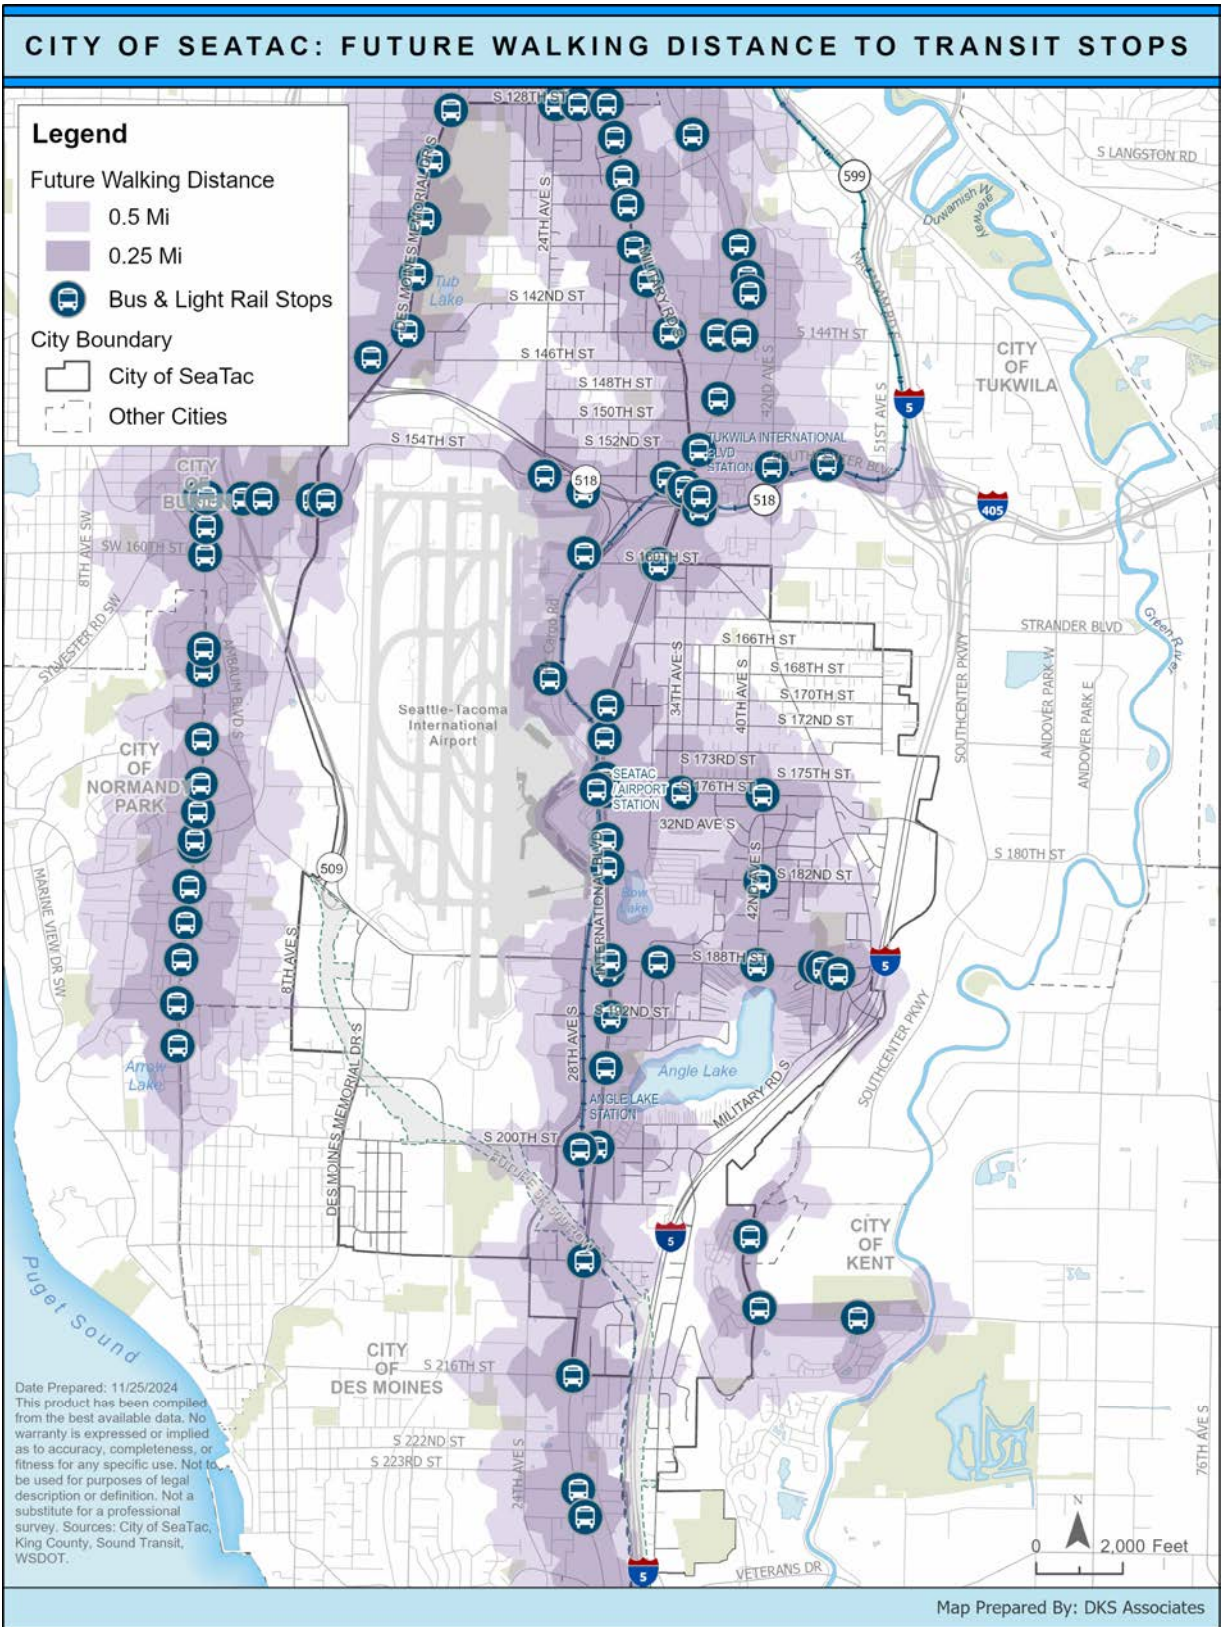 CITY OF SEATAC: FUTURE WALKING DISTANCE TO TRANSIT STOPS
Legend
Future Walking Distance
0.5 Mi
0.25 Mi
Bus & Light Rail Stops
City Boundary
City of SeaTac
Other Cities
S 128TH ST
S LANGSTON RD
599
Duwamish Waterway
DES MOINES MEMORIAL DR S
24TH AVE S
MILITARY RD S
Tub
Lake
S 142ND ST
S 144TH ST
S 146TH ST
CITY
OF
TUKWILA
42ND AVE S
51ST AVE S
5
S 148TH ST
S 150TH ST
S 152ND ST
S 154TH ST
TUKWILA INTERNATIONAL
BLVD
STATION
SOUTHCENTER BLVD
CITY
OF
518
518
405
8TH AVE SW
SW 160TH ST
S 160TH ST
SYLVESTER RD SW
AMBAUM BLVD S
Cargo Rd
Green River
STRANDER BLVD
S 166TH ST
S 168TH ST
S 170TH ST
S 172ND ST
34TH AVE S
40TH AVE S
SOUTHCENTER PKWY
ANDOVER PARK W
ANDOVER PARK E
Seattle-Tacoma
International
Airport
CITY
OF
NORMANDY
PARK
S 173RD ST
S 175TH ST
SEATAC
/AIRPORT
STATION
S 176TH ST
32ND AVE S
S 180TH ST
509
S 182ND ST
42ND AVE S
Bow
Lake
INTERNATIONAL BLVD
MARINE VIEW DR SW
8TH AVE S
S 188TH ST
5
S 192ND ST
28TH AVE S
SOUTHCENTER PKWY
Arrow
Lake
Angle Lake
MILITARY RD S
ANGLE LAKE
STATION
DES MOINES MEMORIAL DR S
S 200TH ST
5
CITY
OF
KENT
Puget Sound
CITY
OF
DES MOINES
S 216TH ST
S 222ND ST
S 223RD ST
24TH AVE S
76TH AVE S
VETERANS DR
5
Date Prepared: 11/25/2024
This product has been compiled
from the best available data. No
warranty is expressed or implied
as to accuracy, completeness, or
fitness for any specific use. Not to
be used for purposes of legal
description or definition. Not a
substitute for a professional
survey. Sources: City of SeaTac,
King County, Sound Transit,
WSDOT.
N
0 2,000 Feet
Map Prepared By: DKS Associates